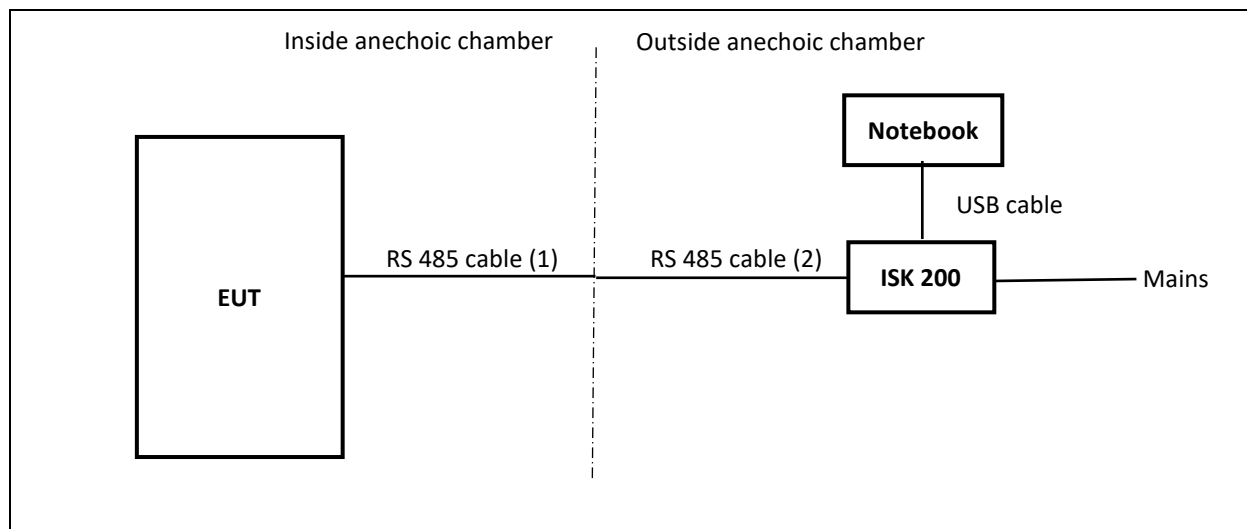 Inside anechoic chamber
Outside anechoic chamber
Notebook
USB cable
RS 485 cable (1)
RS 485 cable (2)
EUT
ISK 200
Mains